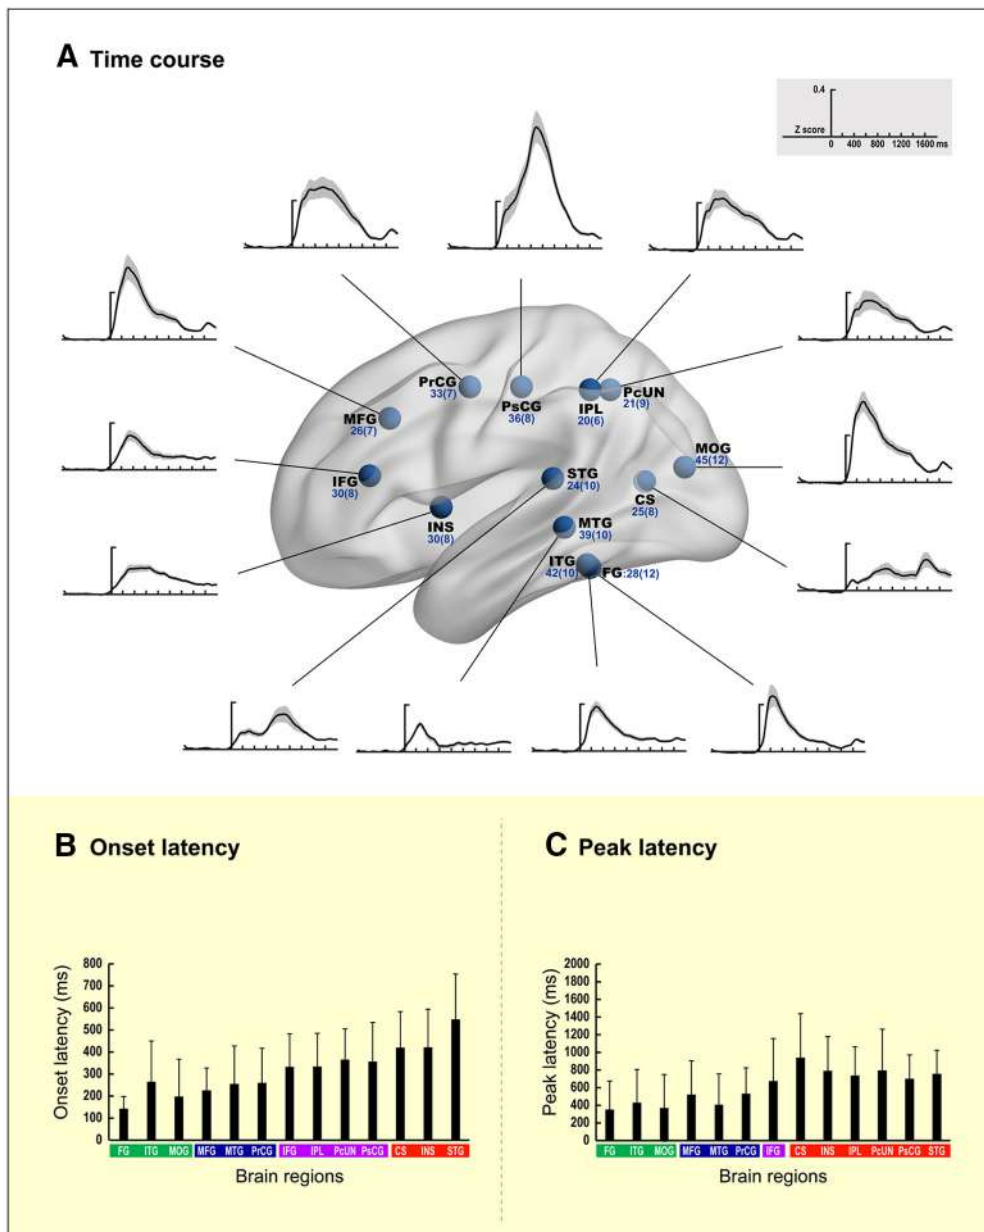 A Time course
0.4
Z score
0 400 800 1200 1600 ms
PrCG
33(7)
PsCG
36(8)
IPL
20(6)
PcUN
21(9)
MFG
26(7)
MOG
45(12)
IFG
30(8)
STG
24(10)
CS
25(8)
INS
30(8)
MTG
39(10)
ITG
42(10)
FG:28(12)
B Onset latency
Onset latency (ms)
800
700
600
500
400
300
200
100
0
FG ITG MOG MFG MTG PrCG IFG IPL PcUN PsCG CS INS STG
Brain regions
C Peak latency
Peak latency (ms)
2000
1800
1600
1400
1200
1000
800
600
400
200
0
FG ITG MOG MFG MTG PrCG IFG CS INS IPL PcUN PsCG STG
Brain regions